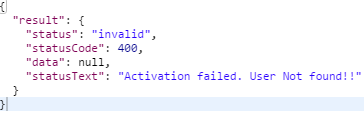 {
  "result": {
    "status": "invalid",
    "statusCode": 400,
    "data": null,
    "statusText": "Activation failed. User Not found!!"
  }
}